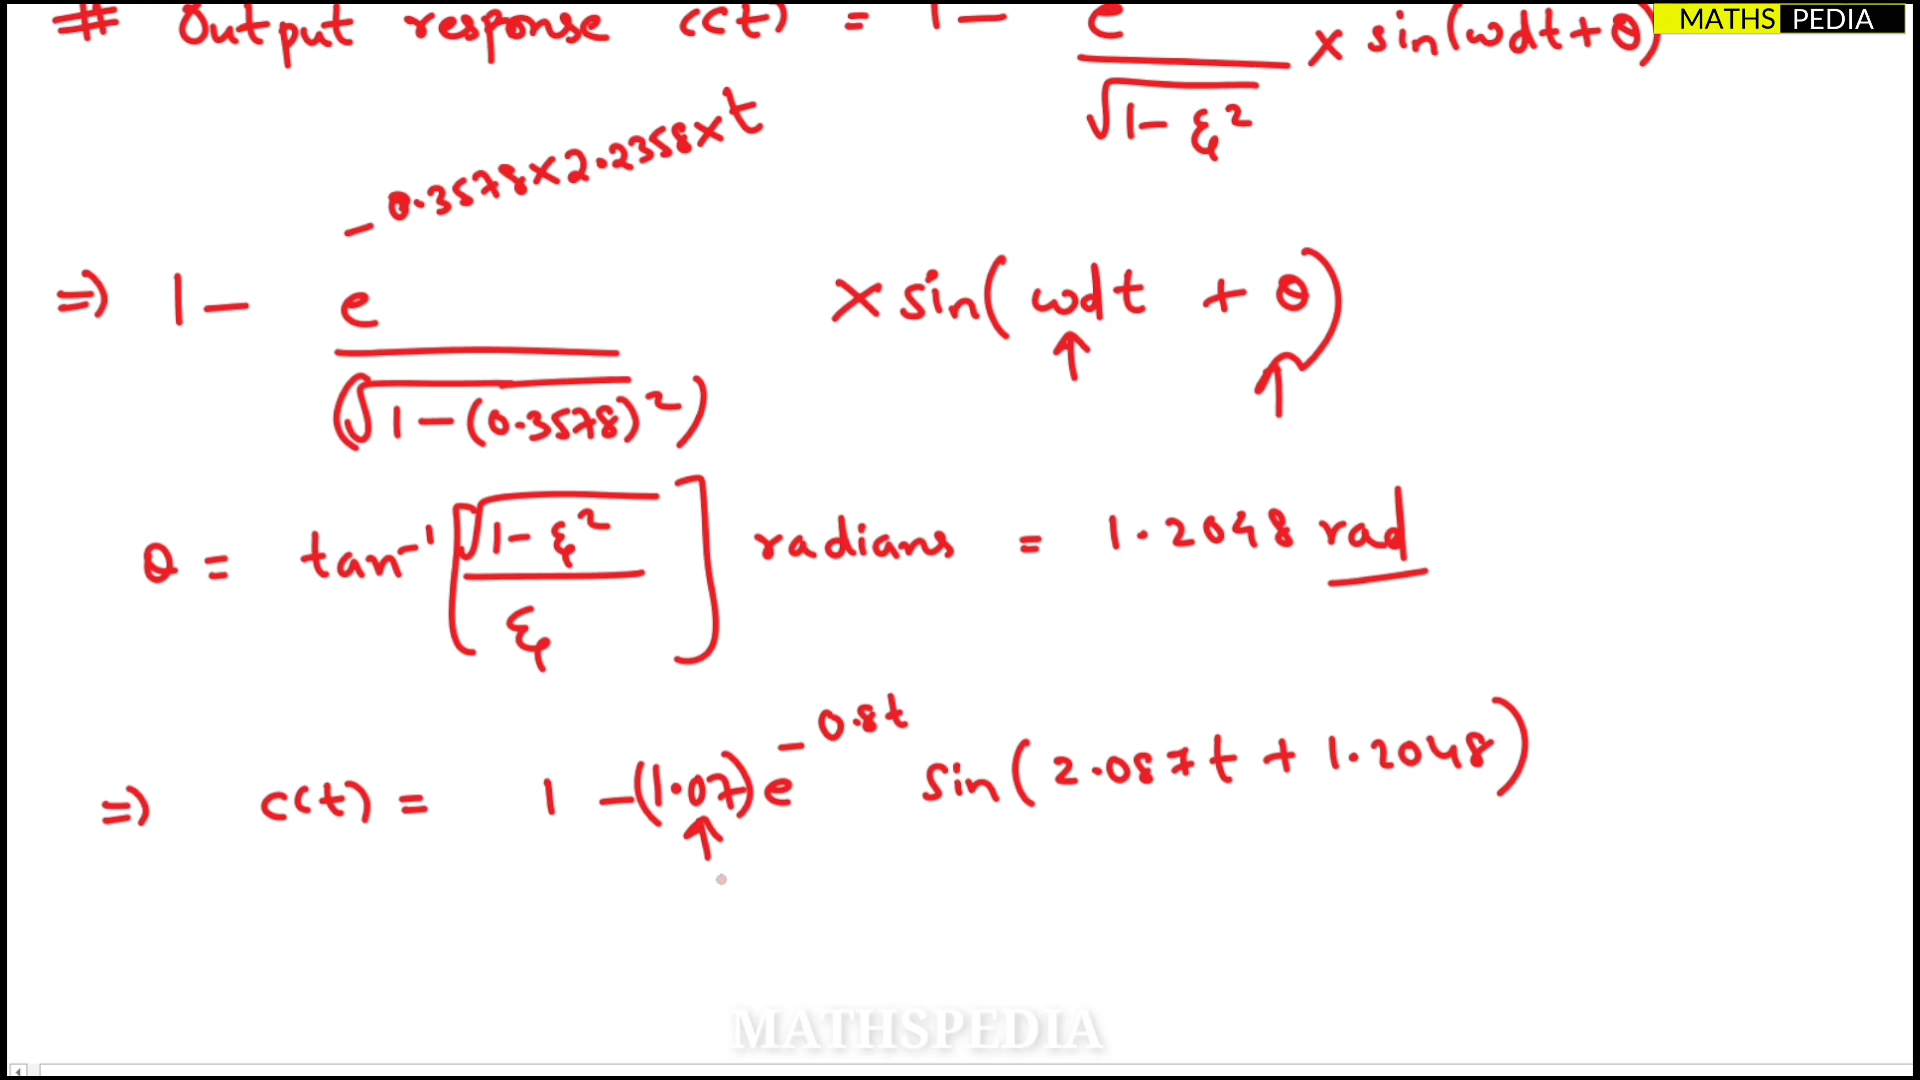 MATHS PEDIA
# Output response c(t) = 1 - e / √1-ξ² × sin(ωdt+θ)
⇒ 1 - e^-0.3578×2.2358×t / (√1-(0.3578)²) × sin(ωdt + θ)
θ = tan⁻¹[√1-ξ² / ξ] radians = 1.2048 rad
⇒ c(t) = 1 -(1.07)e^-0.8t sin(2.087t + 1.2048)
MATHSPEDIA